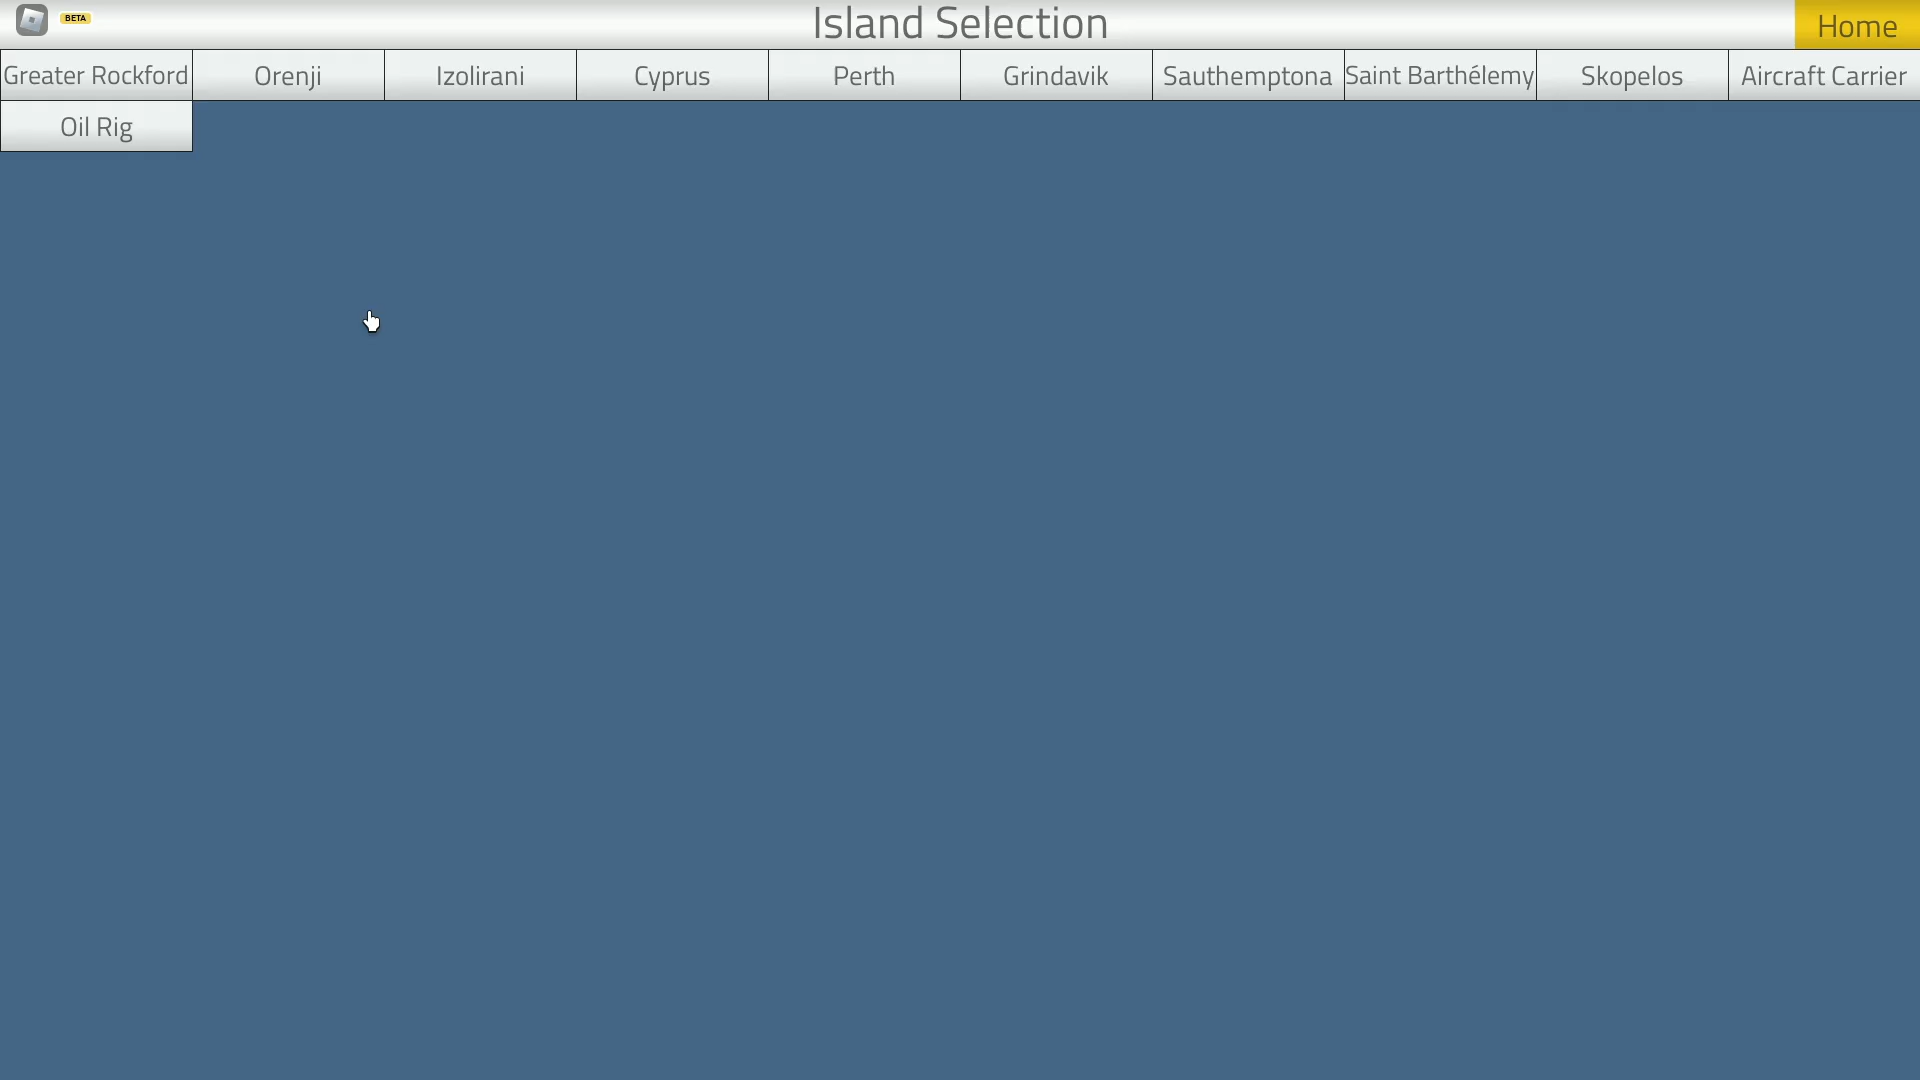 BETA
Island Selection
Home
Greater Rockford
Orenji
Izolirani
Cyprus
Perth
Grindavik
Sauthemptona
Saint Barthélemy
Skopelos
Aircraft Carrier
Oil Rig